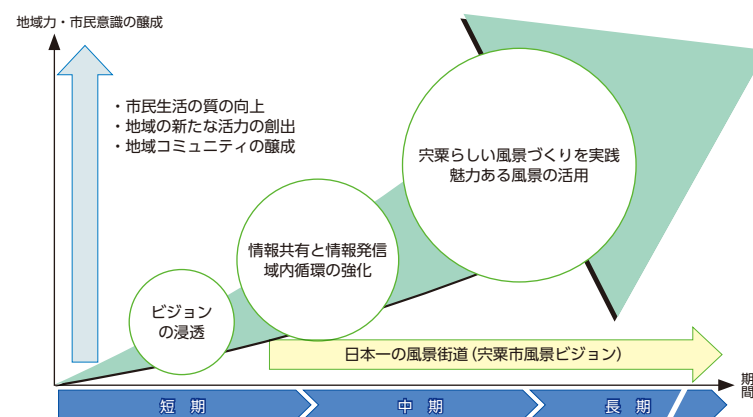 地域力・市民意識の醸成
・市民生活の質の向上
・地域の新たな活力の創出
・地域コミュニティの醸成
宍粟らしい風景づくりを実践
魅力ある風景の活用
情報共有と情報発信
域内循環の強化
ビジョン
の浸透
日本一の風景街道(宍粟市風景ビジョン)
期間
短 期
中 期
長 期